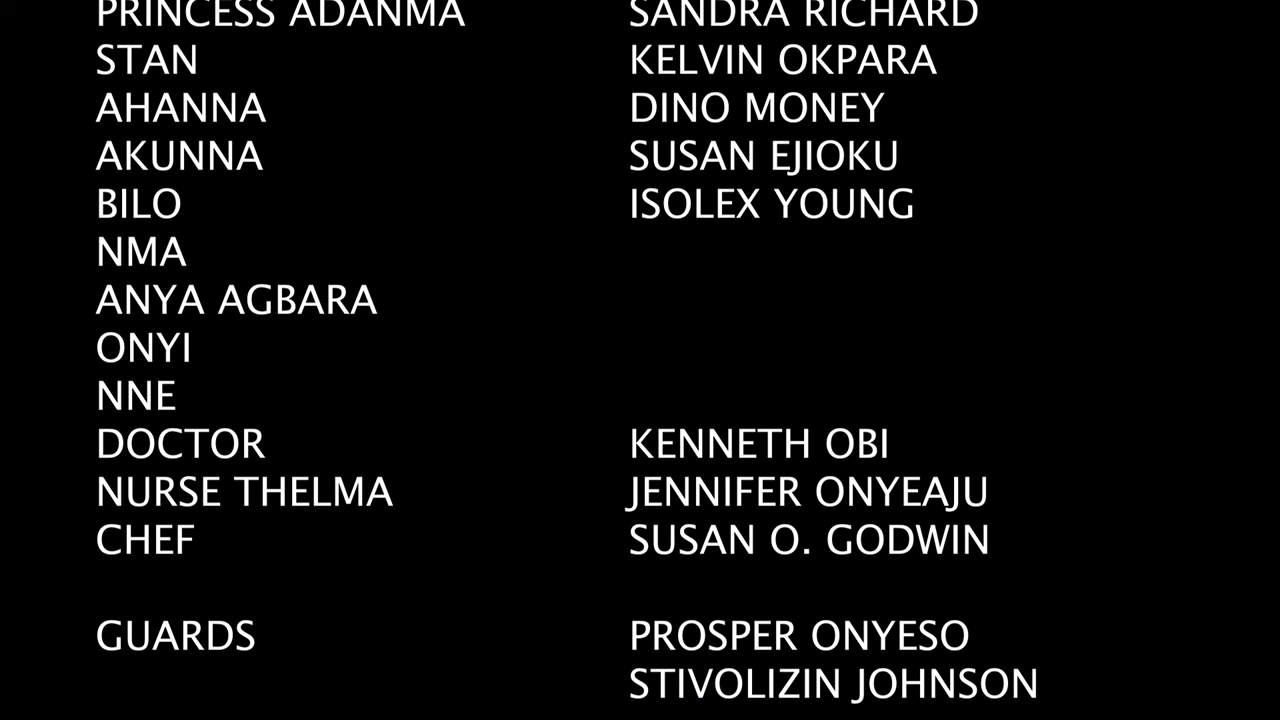 PRINCESS ADANMA SANDRA RICHARD
STAN KELVIN OKPARA
AHANNA DINO MONEY
AKUNNA SUSAN EJIOKU
BILO ISOLEX YOUNG
NMA
ANYA AGBARA
ONYI
NNE
DOCTOR KENNETH OBI
NURSE THELMA JENNIFER ONYEAJU
CHEF SUSAN O. GODWIN
GUARDS PROSPER ONYESO
STIVOLIZIN JOHNSON